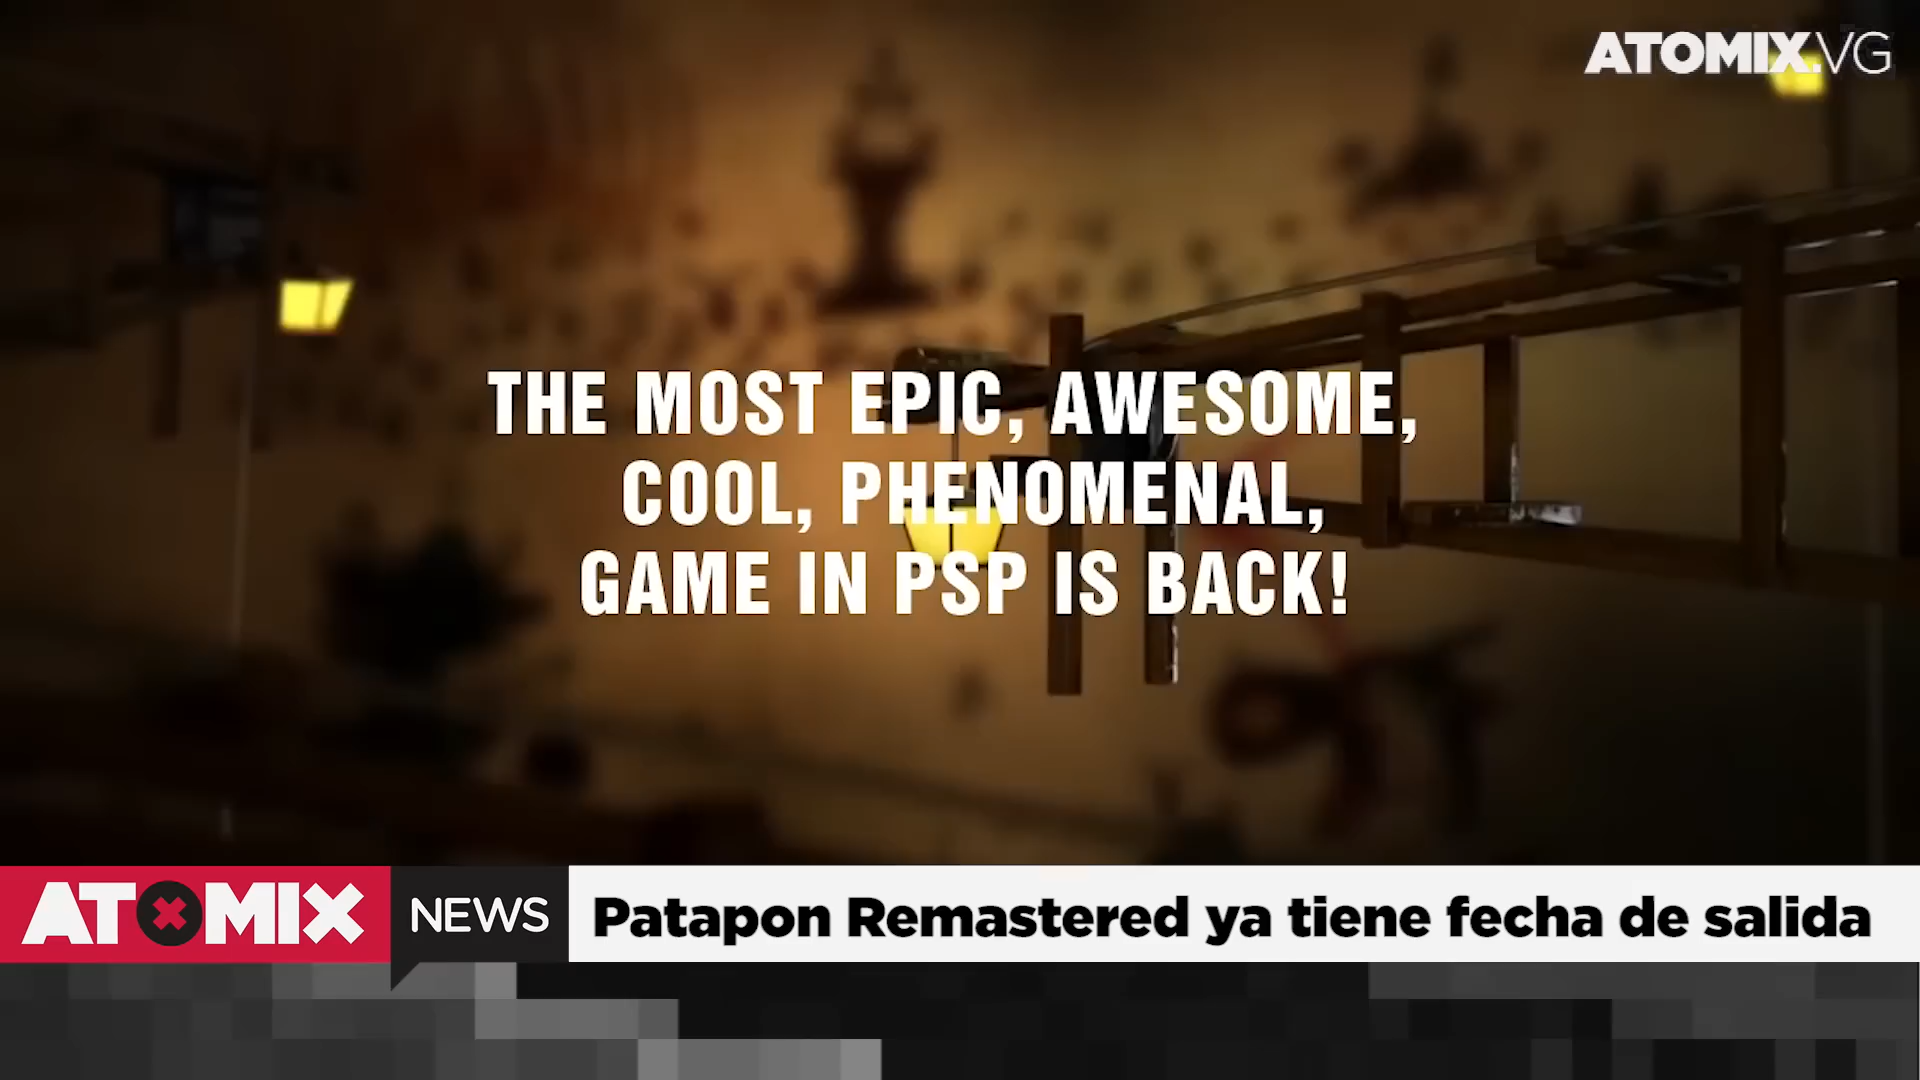 ATOMIX.VG
THE MOST EPIC, AWESOME,
COOL, PHENOMENAL,
GAME IN PSP IS BACK!
ATOMIX NEWS Patapon Remastered ya tiene fecha de salida